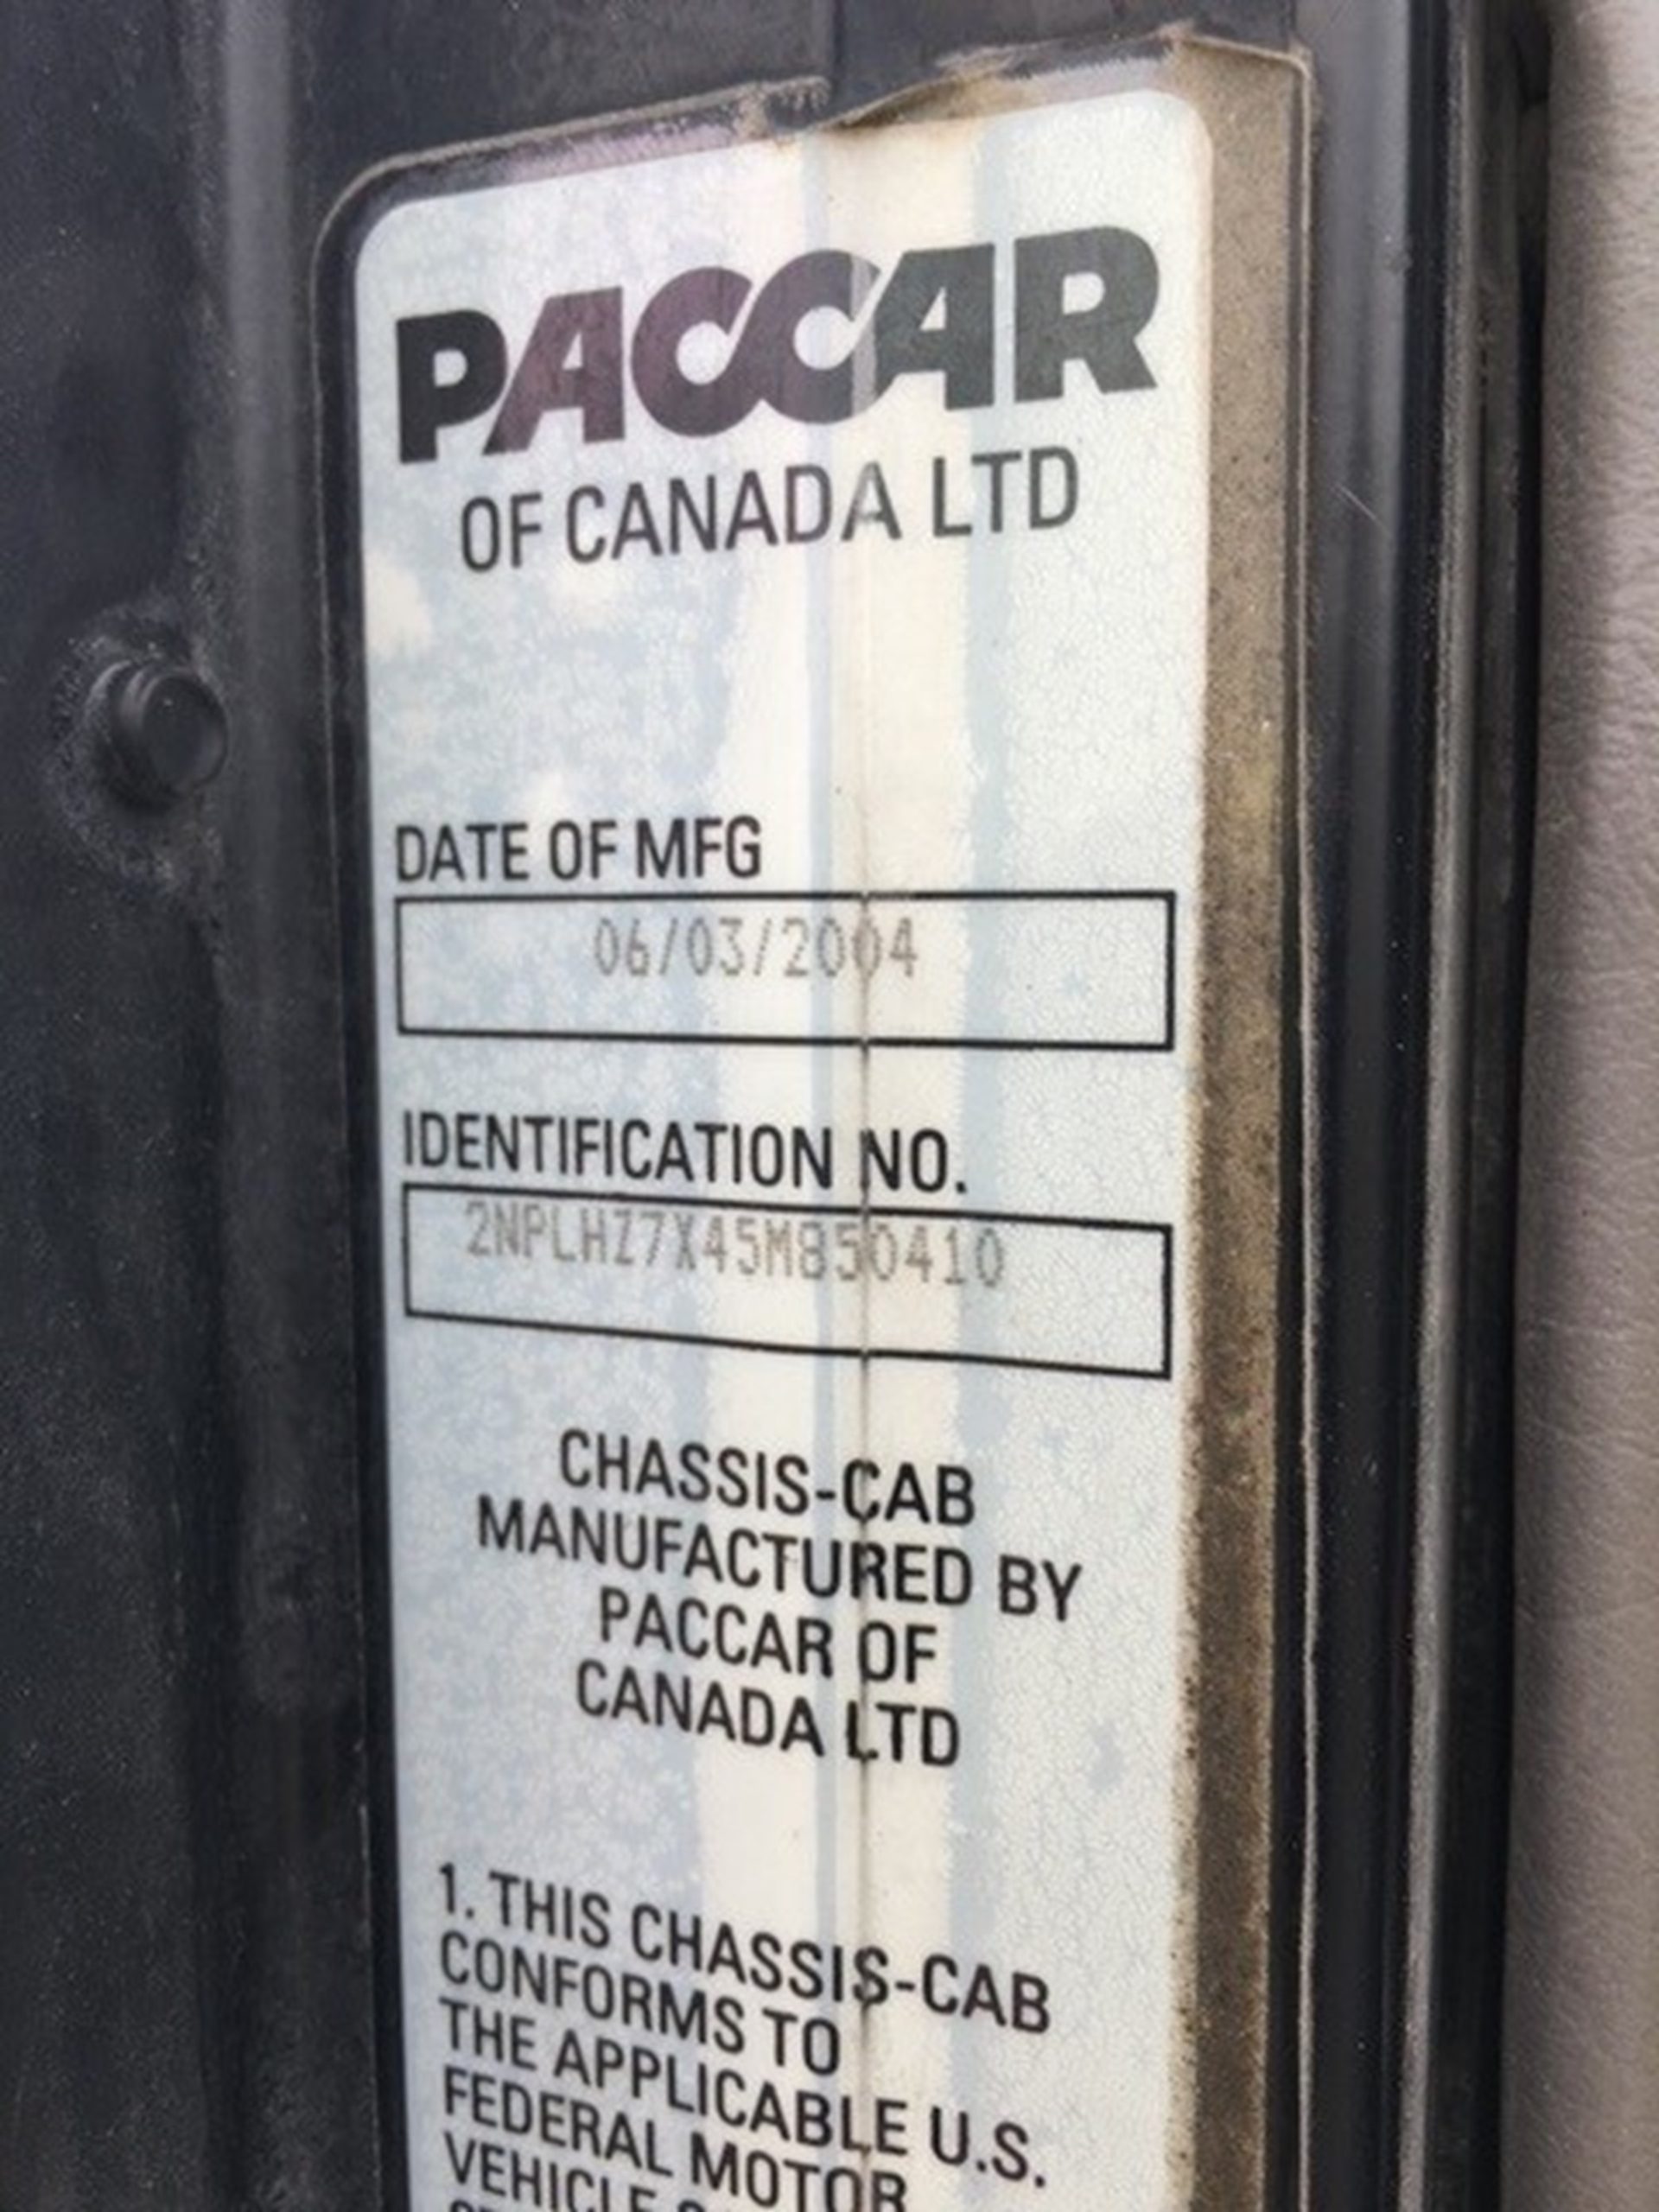 PACCAR
OF CANADA LTD
DATE OF MFG
06/03/2004
IDENTIFICATION NO.
2NPLHZ7X45M850410
CHASSIS-CAB
MANUFACTURED BY
PACCAR OF
CANADA LTD
1. THIS CHASSIS-CAB
CONFORMS TO
THE APPLICABLE U.S.
FEDERAL MOTOR
VEHICLE